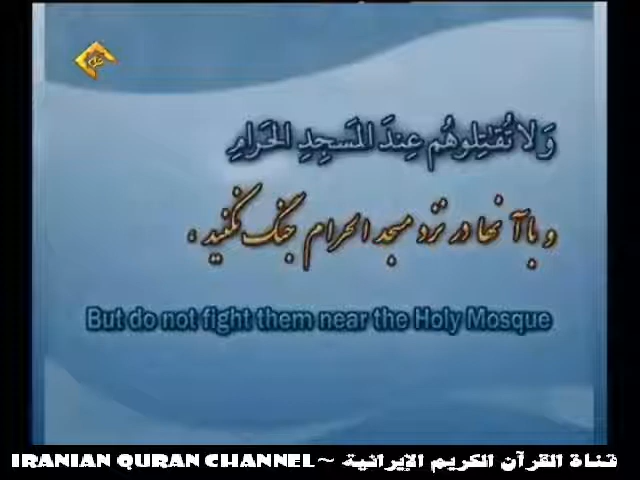 وَلَا تُقَٰتِلُوهُمْ عِندَ الْمَسْجِدِ الْحَرَامِ
و با آنها در نزد مسجد الحرام جنگ نکنید ،
But do not fight them near the Holy Mosque
IRANIAN QURAN CHANNEL ~ قناة القرآن الكريم الإيرانية